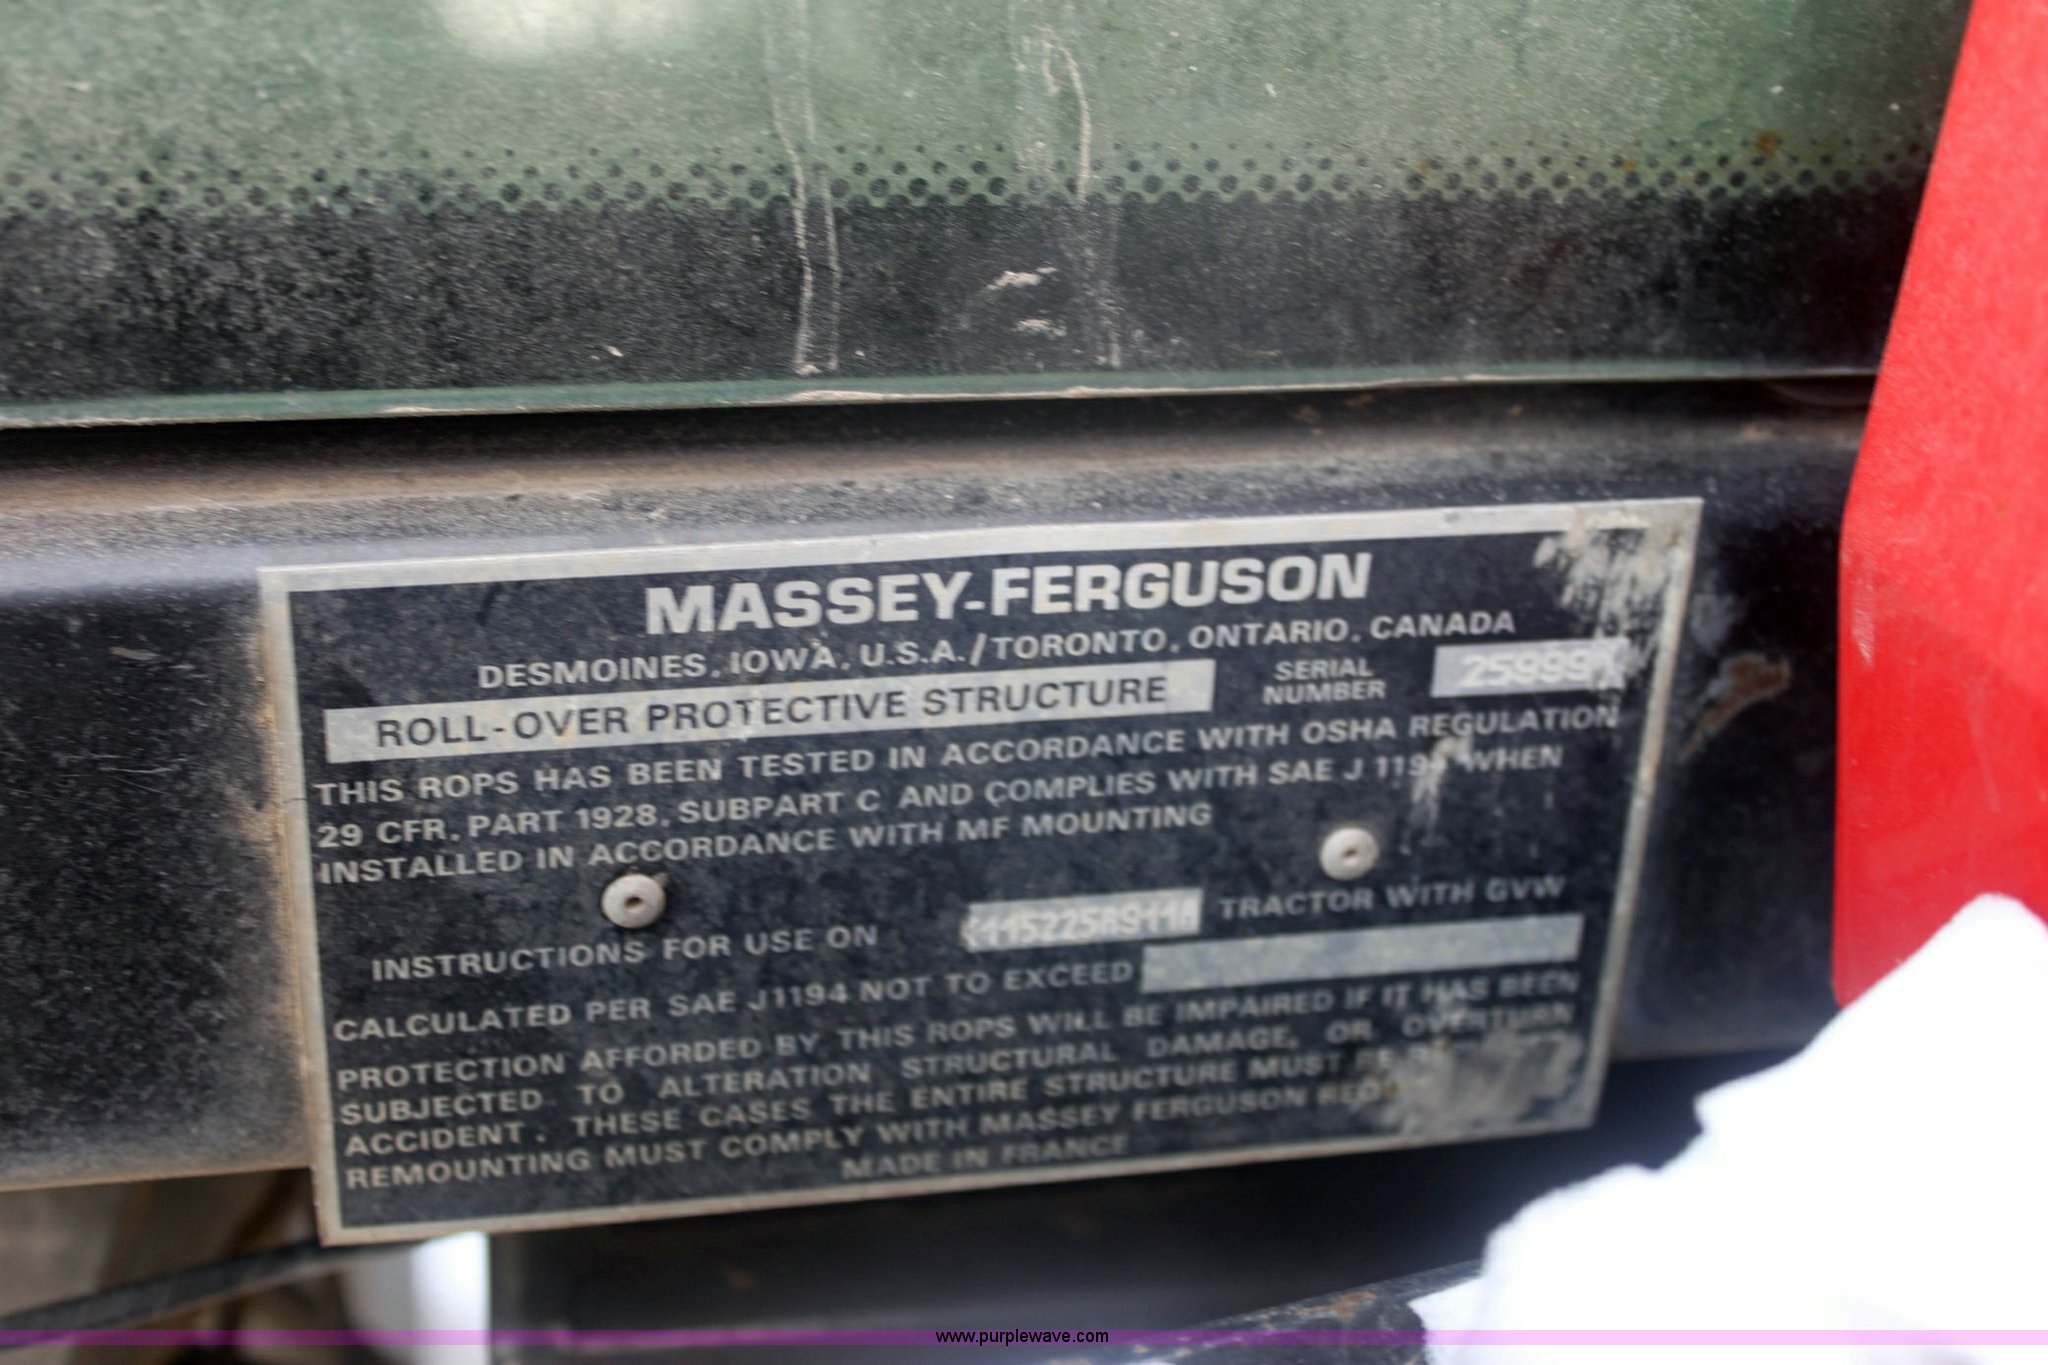 MASSEY-FERGUSON
DESMOINES, IOWA, U.S.A./TORONTO, ONTARIO, CANADA
ROLL-OVER PROTECTIVE STRUCTURE
SERIAL NUMBER
THIS ROPS HAS BEEN TESTED IN ACCORDANCE WITH OSHA REGULATION
29 CFR. PART 1928, SUBPART C AND COMPLIES WITH SAE J 1194 WHEN
INSTALLED IN ACCORDANCE WITH MF MOUNTING
INSTRUCTIONS FOR USE ON TRACTOR WITH GVW
CALCULATED PER SAE J1194 NOT TO EXCEED
PROTECTION AFFORDED BY THIS ROPS WILL BE IMPAIRED IF IT HAS BEEN
SUBJECTED TO ALTERATION STRUCTURAL DAMAGE, OR OVERTURN
ACCIDENT. THESE CASES THE ENTIRE STRUCTURE MUST
REMOUNTING MUST COMPLY WITH MASSEY FERGUSON
MADE IN FRANCE
www.purplewave.com